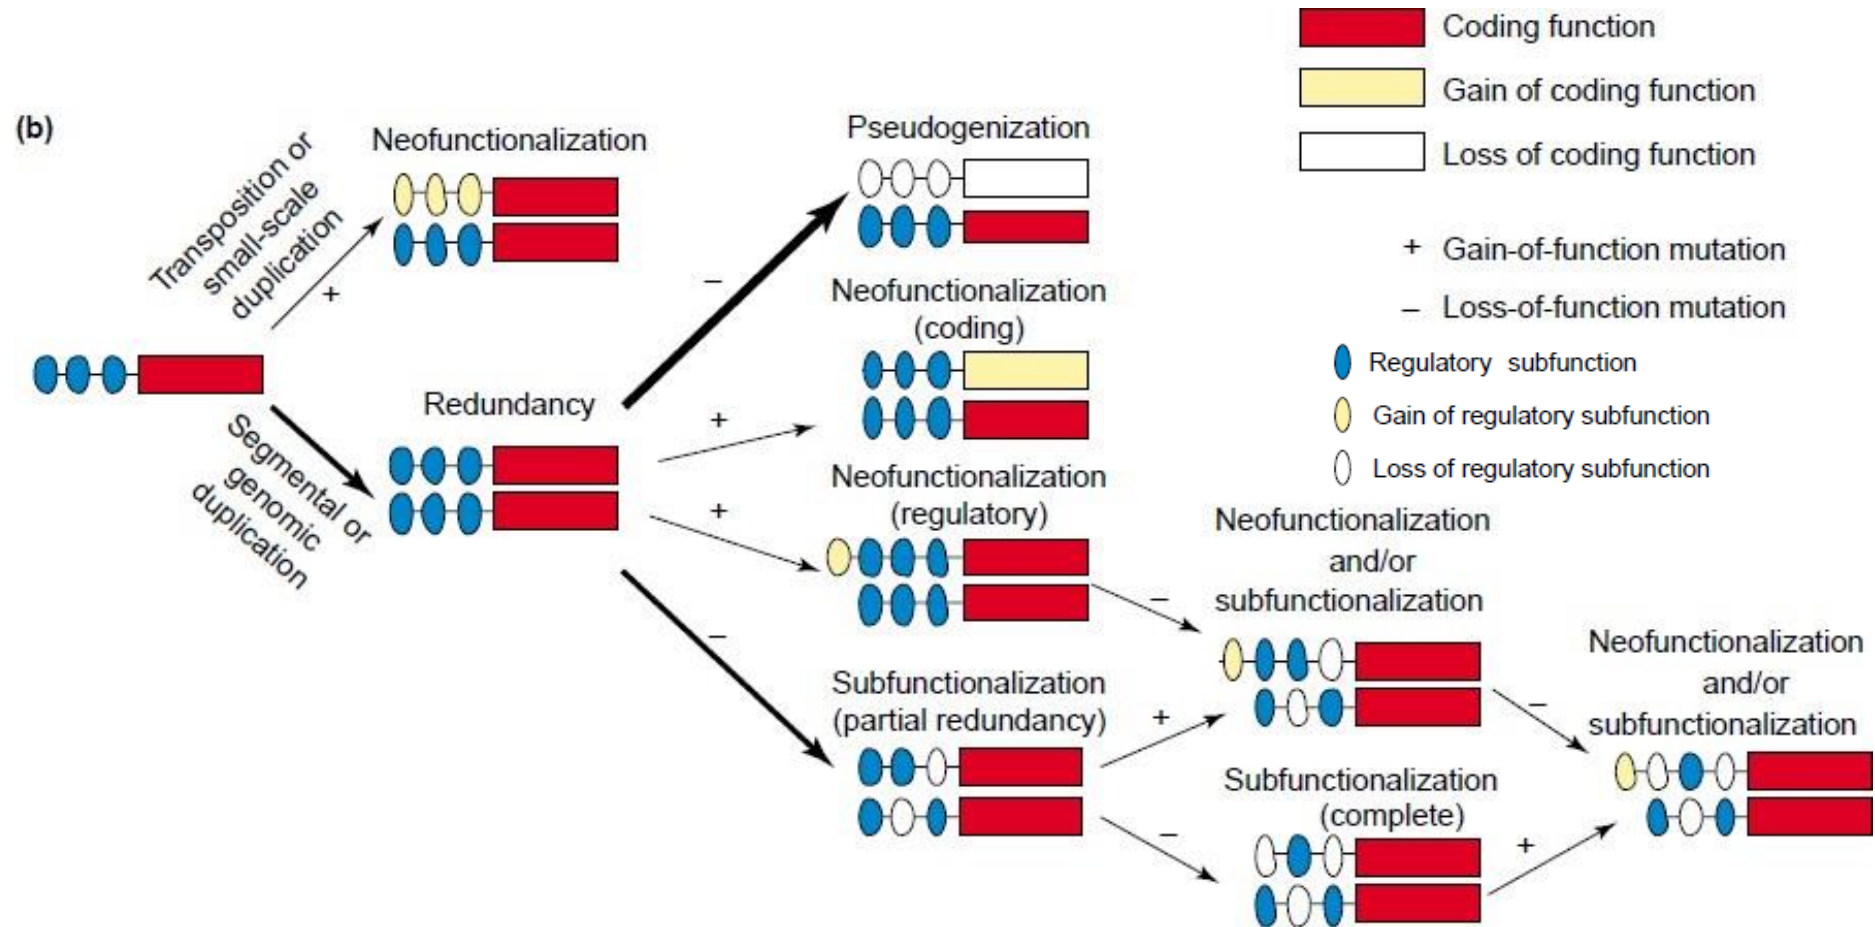 (b)
Transposition or
small-scale
duplication
+
Segmental or
genomic
duplication
Neofunctionalization
Redundancy
–
+
+
–
Pseudogenization
Neofunctionalization
(coding)
Neofunctionalization
(regulatory)
Subfunctionalization
(partial redundancy)
–
+
–
Neofunctionalization
and/or
subfunctionalization
Subfunctionalization
(complete)
–
+
Neofunctionalization
and/or
subfunctionalization
Coding function
Gain of coding function
Loss of coding function
+ Gain-of-function mutation
– Loss-of-function mutation
Regulatory subfunction
Gain of regulatory subfunction
Loss of regulatory subfunction